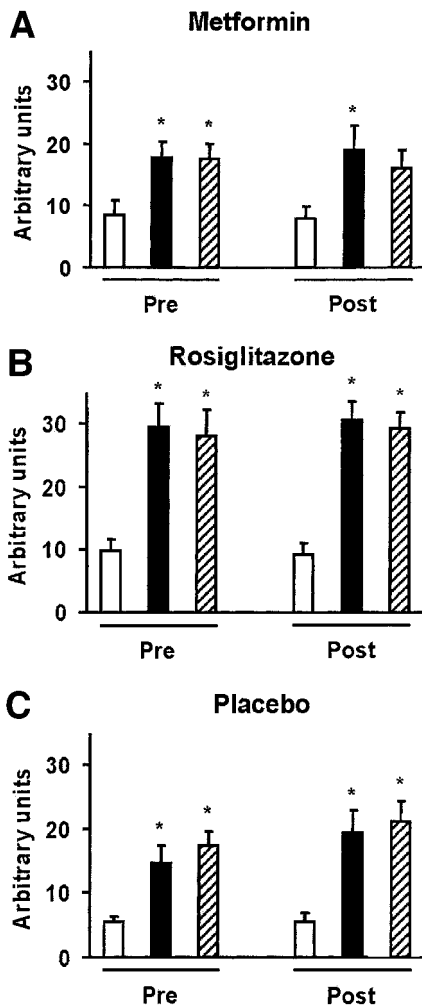 A
Metformin
Arbitrary units
30
20
10
0
* * *
Pre Post
B
Rosiglitazone
Arbitrary units
30
20
10
0
* * * *
Pre Post
C
Placebo
Arbitrary units
30
20
10
0
* * * *
Pre Post